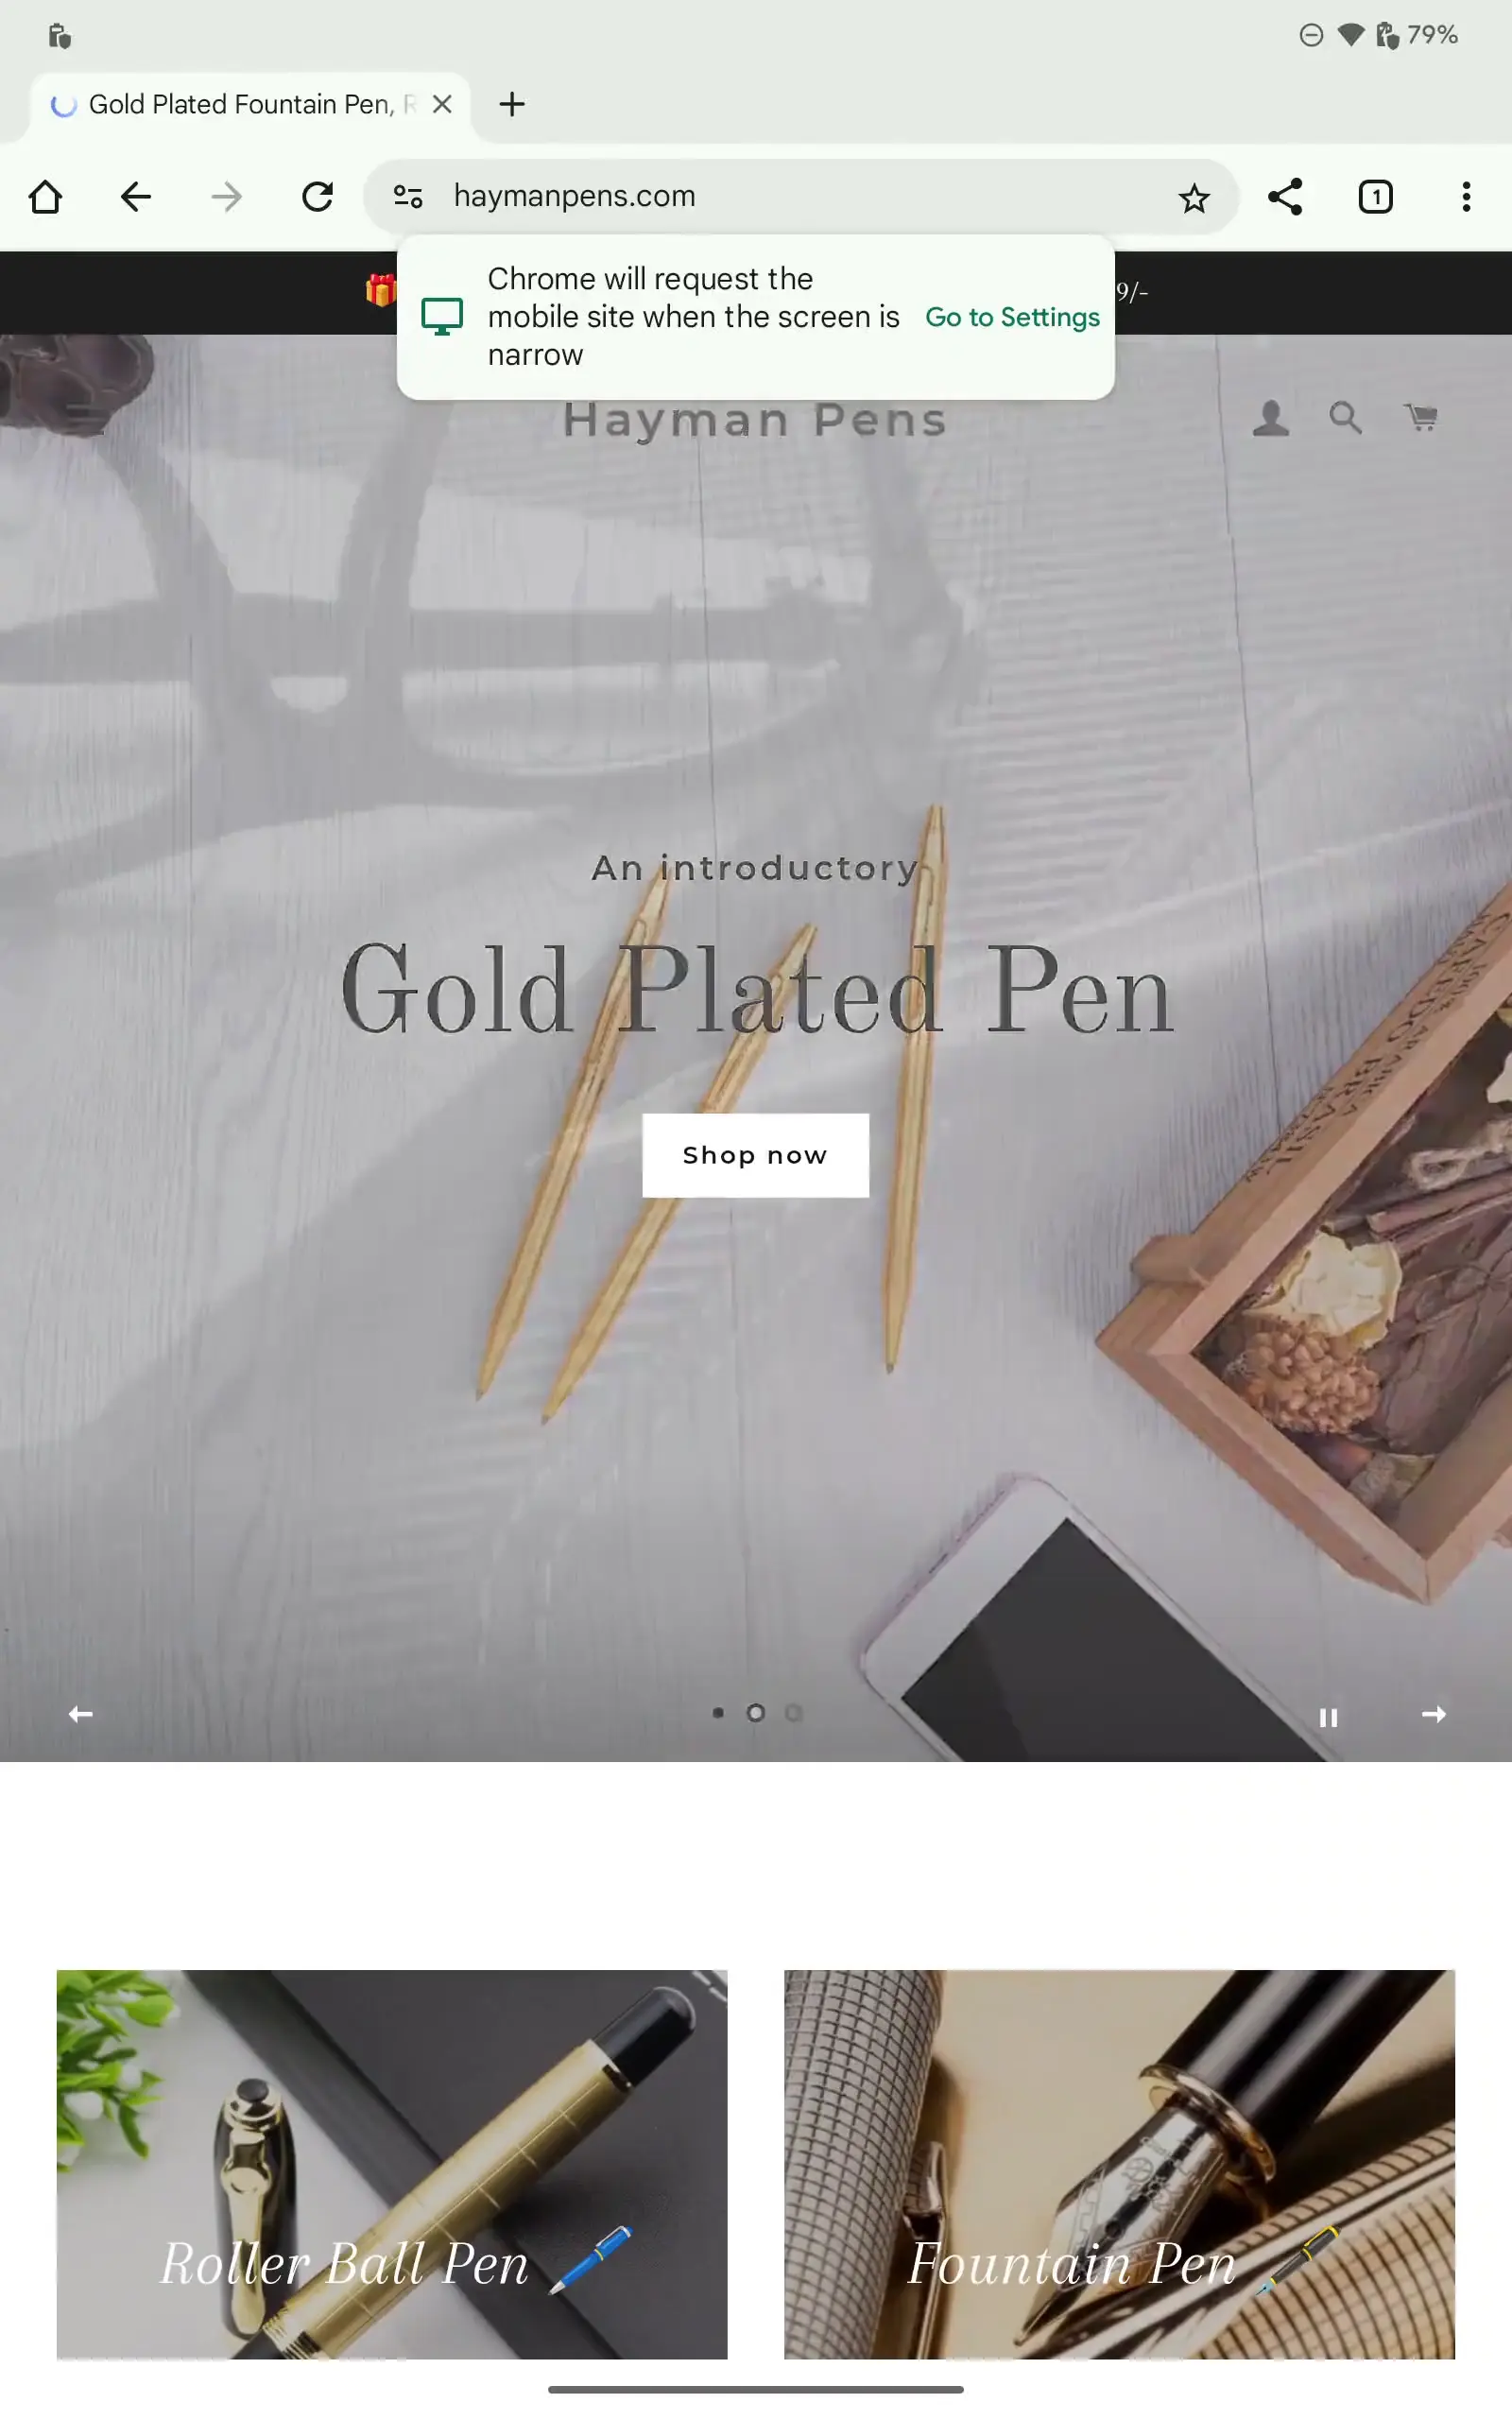 79%
Gold Plated Fountain Pen, R
haymanpens.com
1
Chrome will request the
mobile site when the screen is
narrow
Go to Settings
9/-
Hayman Pens
An introductory
Gold Plated Pen
Shop now
Roller Ball Pen
Fountain Pen